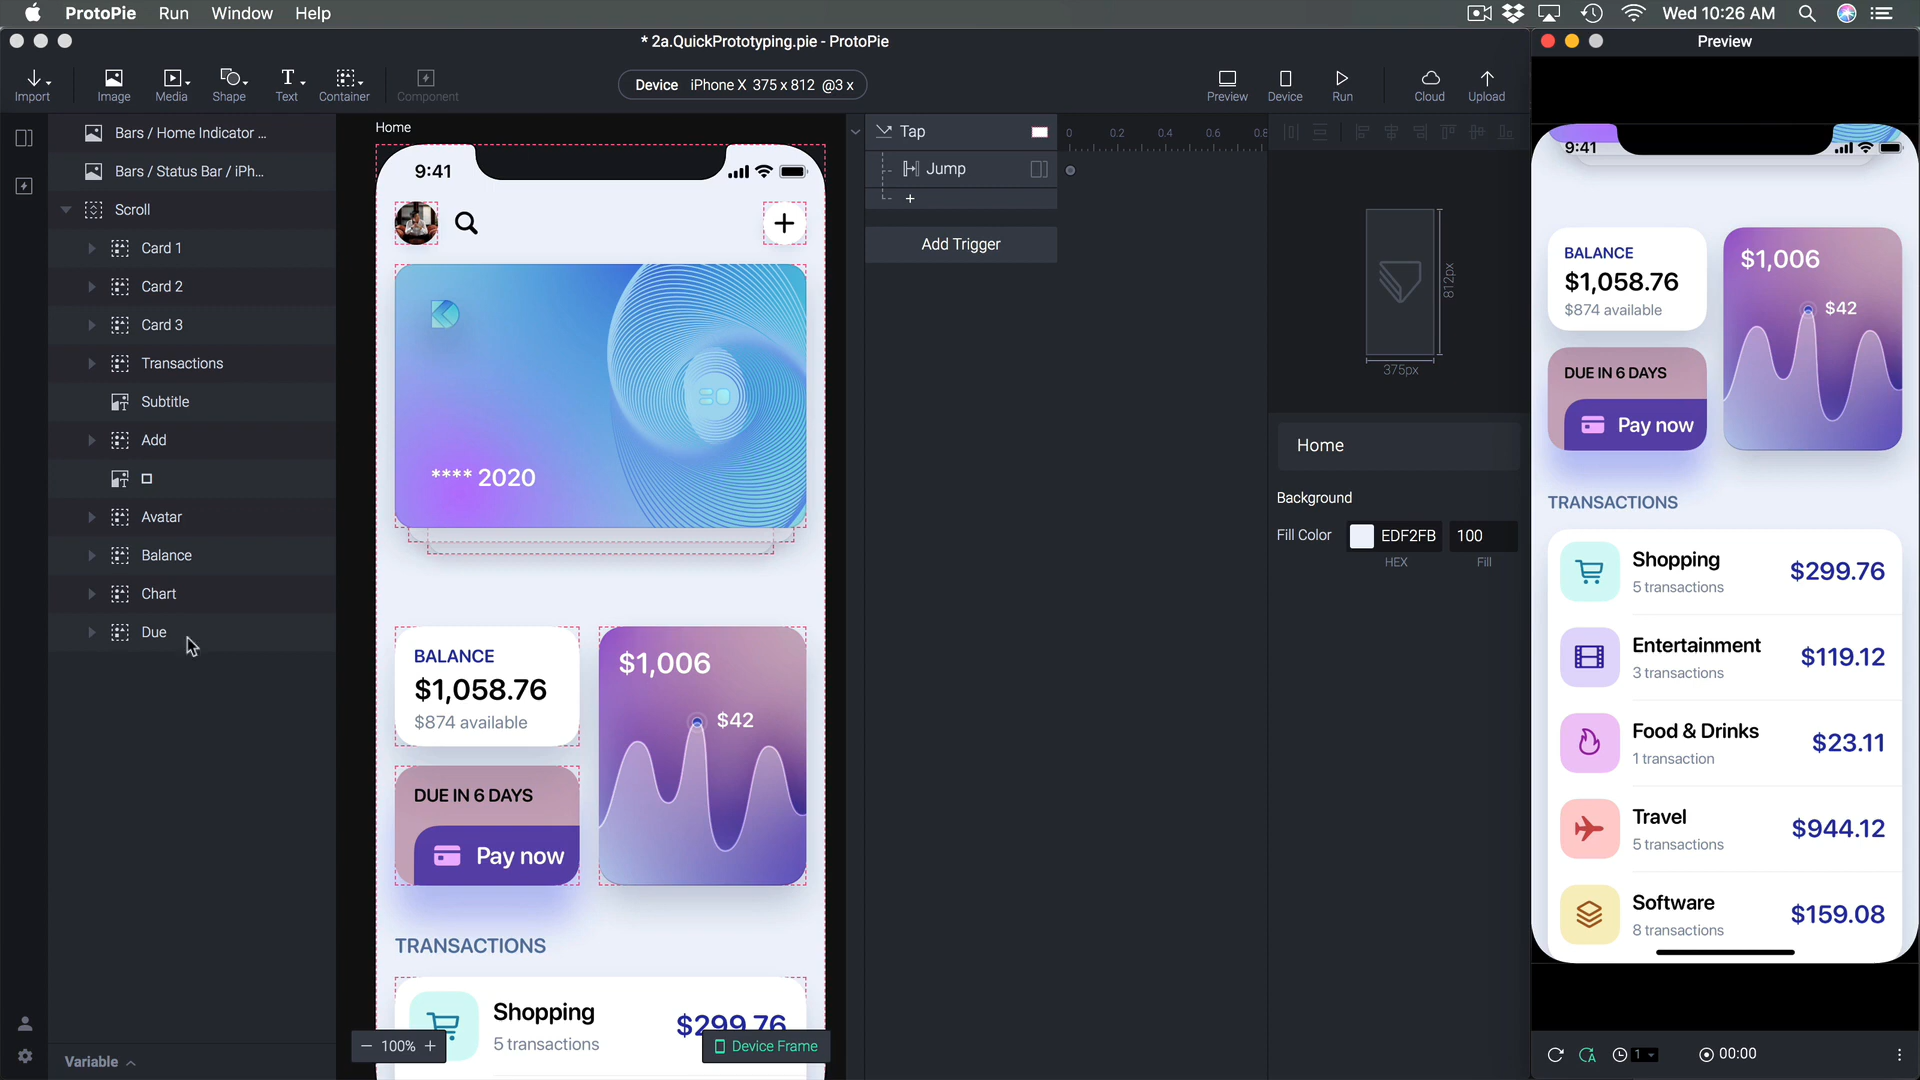 ProtoPie Run Window Help
Wed 10:26 AM
* 2a.QuickPrototyping.pie - ProtoPie
Preview
Import
Image
Media
Shape
Text
Container
Component
Device iPhone X 375 x 812 @3 x
Preview
Device
Run
Cloud
Upload
Bars / Home Indicator ...
Bars / Status Bar / iPh...
Scroll
Card 1
Card 2
Card 3
Transactions
Subtitle
Add
Avatar
Balance
Chart
Due
Variable
Home
9:41
**** 2020
BALANCE
$1,058.76
$874 available
$1,006
$42
DUE IN 6 DAYS
Pay now
TRANSACTIONS
Shopping
5 transactions
$299.76
100%
Device Frame
Tap
Jump
Add Trigger
0 0.2 0.4 0.6 0.8
812px
375px
Home
Background
Fill Color EDF2FB 100
HEX Fill
9:41
BALANCE
$1,058.76
$874 available
$1,006
$42
DUE IN 6 DAYS
Pay now
TRANSACTIONS
Shopping
5 transactions
$299.76
Entertainment
3 transactions
$119.12
Food & Drinks
1 transaction
$23.11
Travel
5 transactions
$944.12
Software
8 transactions
$159.08
1
00:00